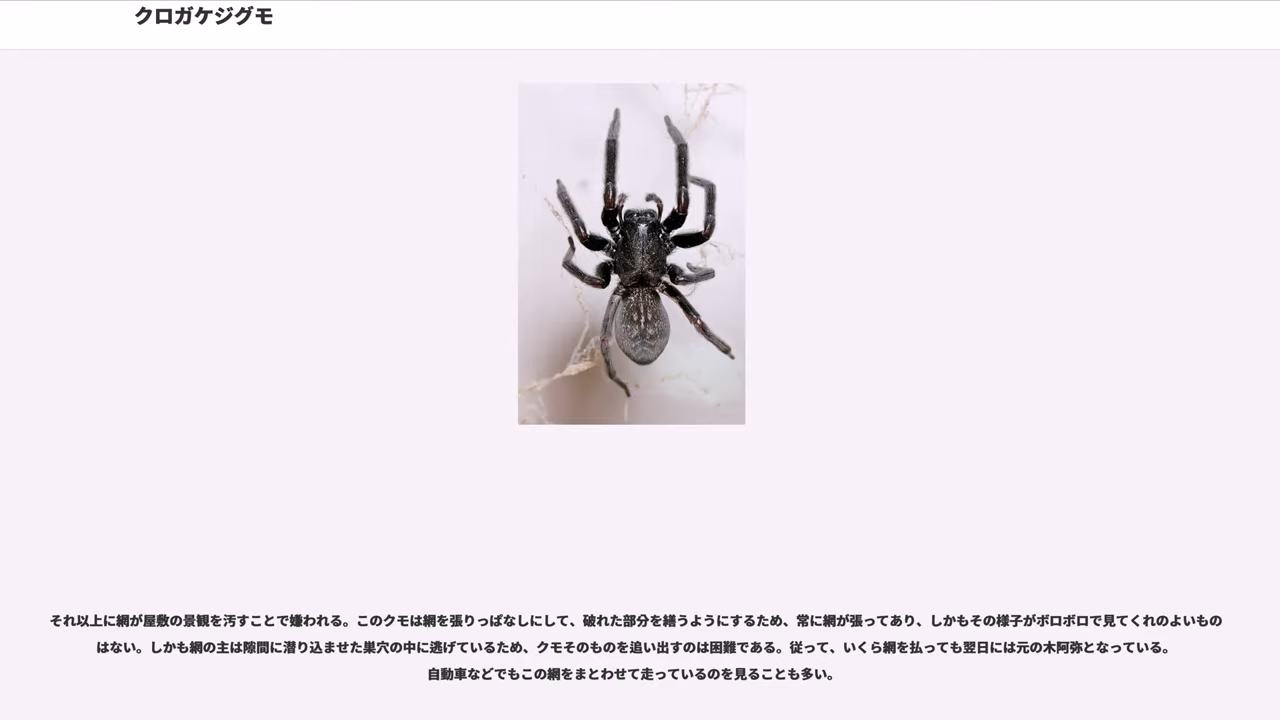 クロガケジグモ
それ以上に網が屋敷の景観を汚すことで嫌われる。このクモは網を張りっぱなしにして、破れた部分を繕うようにするため、常に網が張ってあり、しかもその様子がボロボロで見てくれのよいもの
はない。しかも網の主は隙間に潜り込ませた巣穴の中に逃げているため、クモそのものを追い出すのは困難である。従って、いくら網を払っても翌日には元の木阿弥となっている。
自動車などでもこの網をまとわせて走っているのを見ることも多い。